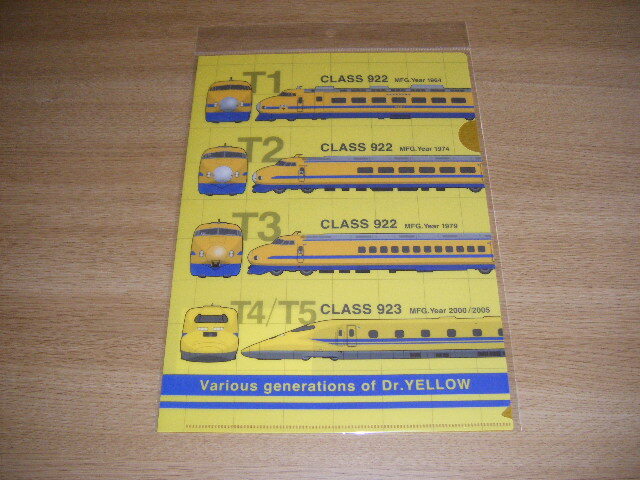 T1 CLASS 922 MFG.Year 1964
T2 CLASS 922 MFG.Year 1974
T3 CLASS 922 MFG.Year 1979
T4/T5 CLASS 923 MFG.Year 2000/2005
Various generations of Dr.YELLOW